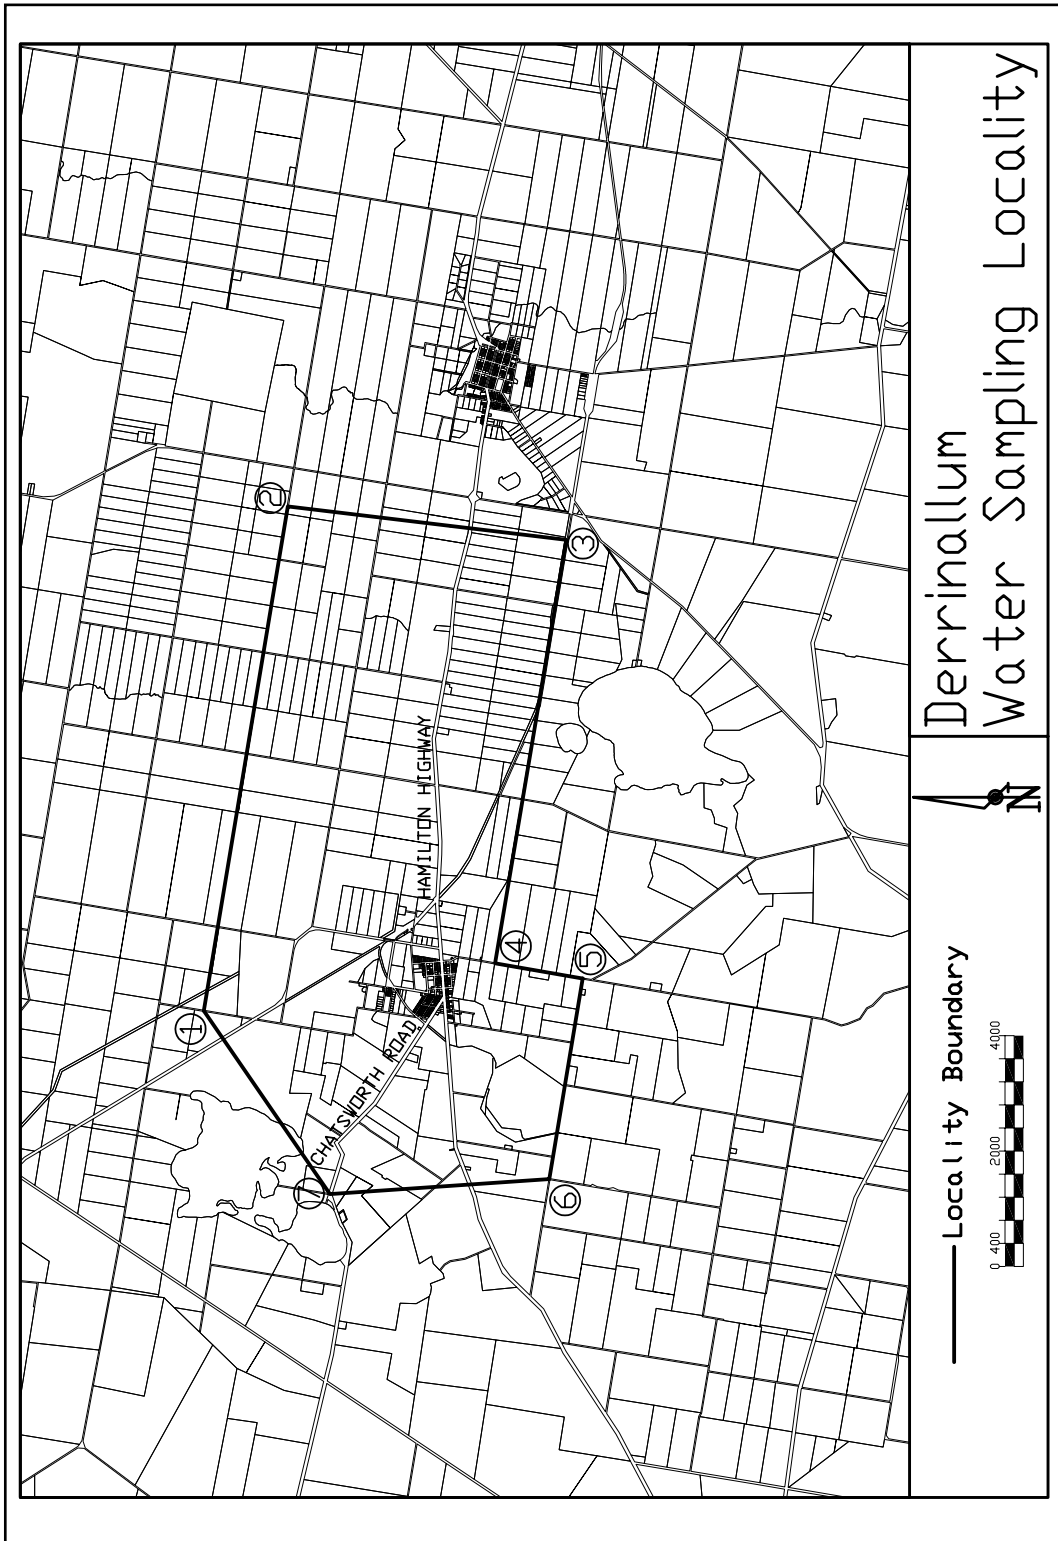 1
2
3
4
5
6
7
HAMILTON HIGHWAY
CHATSWORTH ROAD
Locality Boundary
0 400 2000 4000
N
Derrinallum
Water Sampling Locality